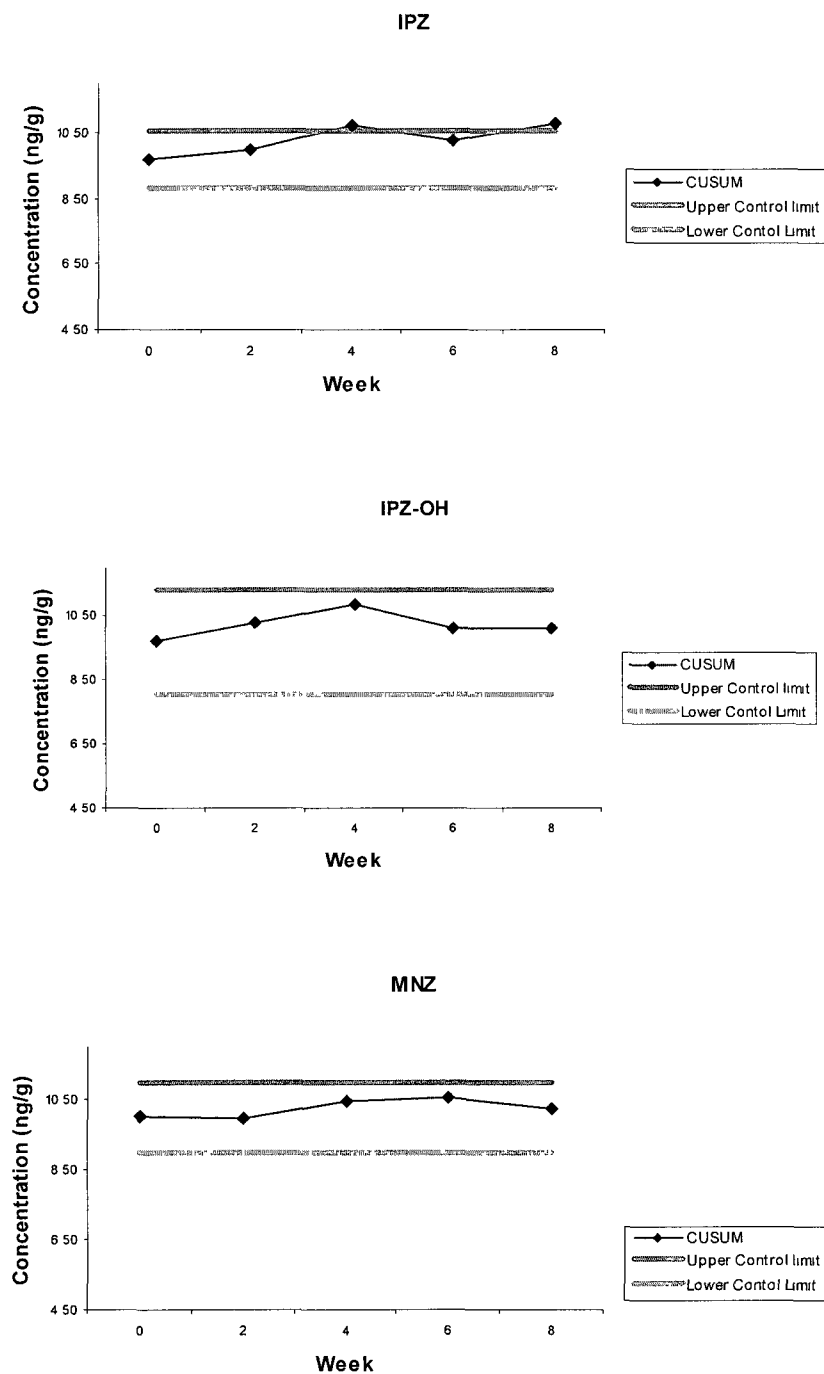 IPZ
Concentration (ng/g)
10 50
8 50
6 50
4 50
0 2 4 6 8
Week
CUSUM
Upper Control limit
Lower Contol Limit
IPZ-OH
Concentration (ng/g)
10 50
8 50
6 50
4 50
0 2 4 6 8
Week
CUSUM
Upper Control limit
Lower Contol Limit
MNZ
Concentration (ng/g)
10 50
8 50
6 50
4 50
0 2 4 6 8
Week
CUSUM
Upper Control limit
Lower Contol Limit